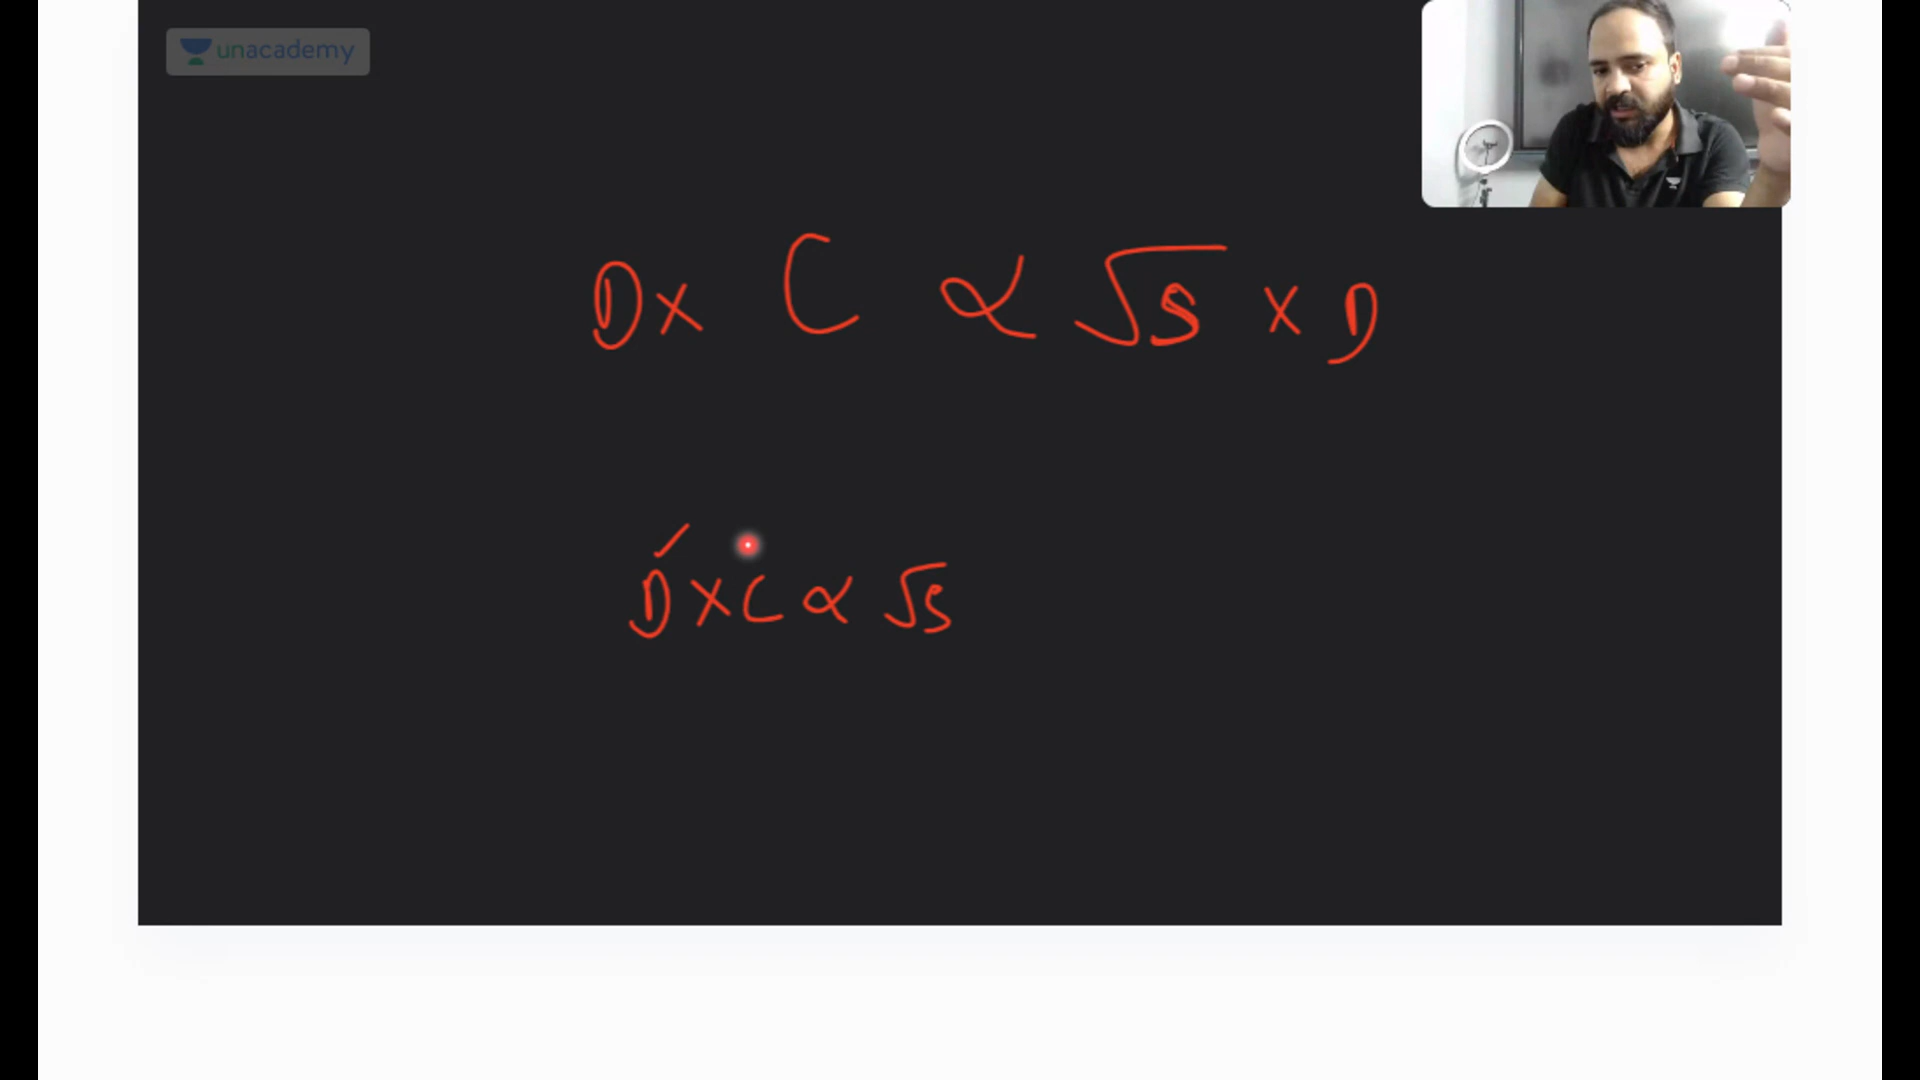 unacademy
D x C ∝ √S x D
D x C ∝ √S